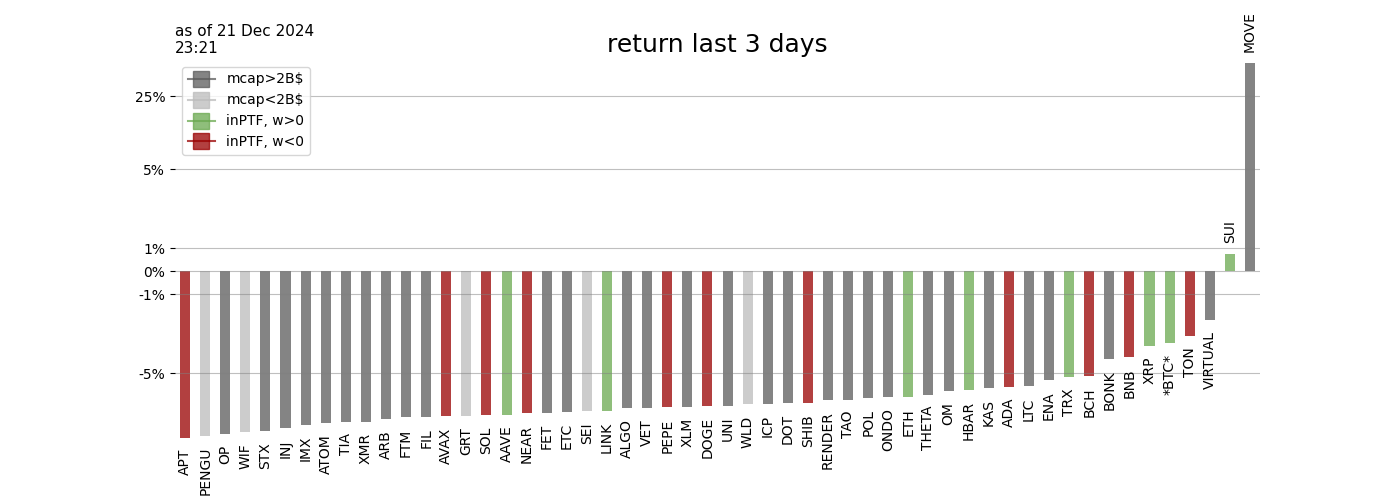 as of 21 Dec 2024
23:21
return last 3 days
mcap>2B$
mcap<2B$
inPTF, w>0
inPTF, w<0
25%
5%
1%
0%
-1%
-5%
APT
PENGU
OP
WIF
STX
INJ
IMX
ATOM
TIA
XMR
ARB
FTM
FIL
AVAX
GRT
SOL
AAVE
NEAR
FET
ETC
SEI
LINK
ALGO
VET
PEPE
XLM
DOGE
UNI
WLD
ICP
DOT
SHIB
RENDER
TAO
POL
ONDO
ETH
THETA
OM
HBAR
KAS
ADA
LTC
ENA
TRX
BCH
BONK
BNB
XRP
*BTC*
TON
VIRTUAL
SUI
MOVE